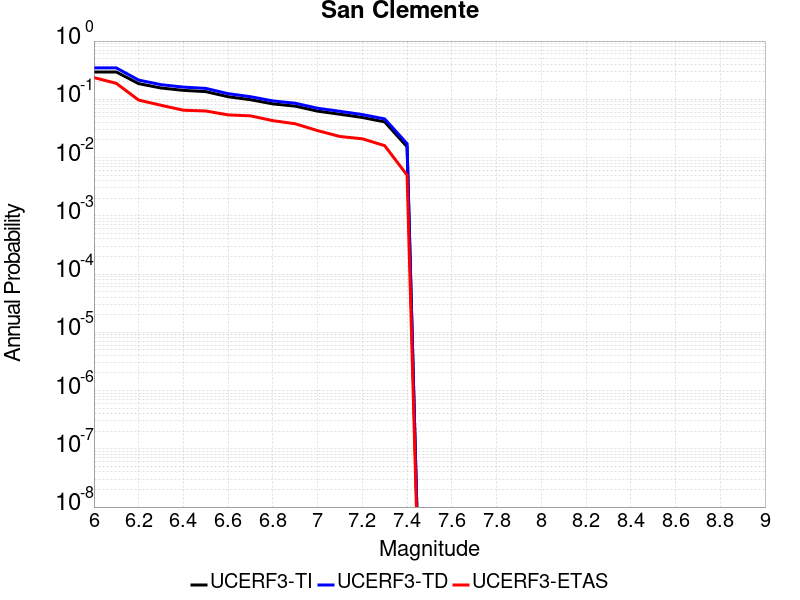 San Clemente
10^0
10^-1
10^-2
10^-3
10^-4
10^-5
10^-6
10^-7
10^-8
Annual Probability
6 6.2 6.4 6.6 6.8 7 7.2 7.4 7.6 7.8 8 8.2 8.4 8.6 8.8 9
Magnitude
UCERF3-TI UCERF3-TD UCERF3-ETAS